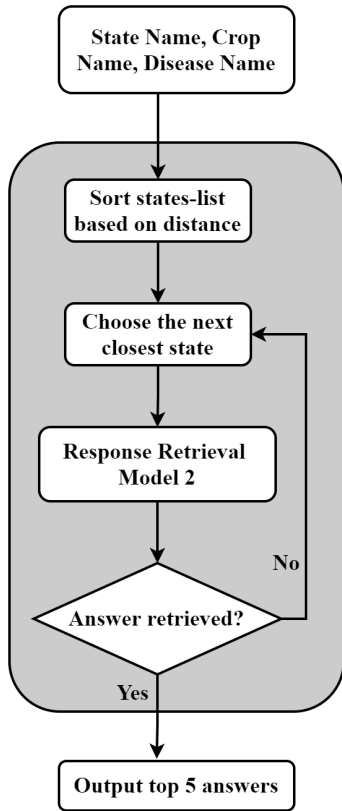 State Name, Crop
Name, Disease Name
Sort states-list
based on distance
Choose the next
closest state
Response Retrieval
Model 2
No
Answer retrieved?
Yes
Output top 5 answers